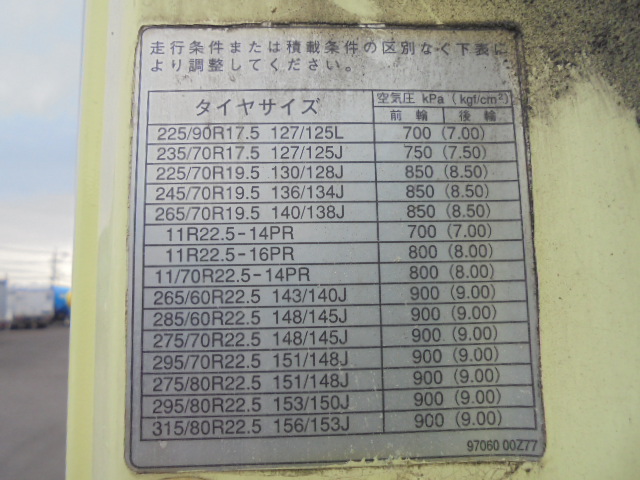 走行条件または積載条件の区別なく下表に
より調整してください。
タイヤサイズ 空気圧 kPa (kgf/cm²)
前輪 後輪
225/90R17.5 127/125L 700 (7.00)
235/70R17.5 127/125J 750 (7.50)
225/70R19.5 130/128J 850 (8.50)
245/70R19.5 136/134J 850 (8.50)
265/70R19.5 140/138J 850 (8.50)
11R22.5-14PR 700 (7.00)
11R22.5-16PR 800 (8.00)
11/70R22.5-14PR 800 (8.00)
265/60R22.5 143/140J 900 (9.00)
285/60R22.5 148/145J 900 (9.00)
275/70R22.5 148/145J 900 (9.00)
295/70R22.5 151/148J 900 (9.00)
275/80R22.5 151/148J 900 (9.00)
295/80R22.5 153/150J 900 (9.00)
315/80R22.5 156/153J 900 (9.00)
97060 00Z77